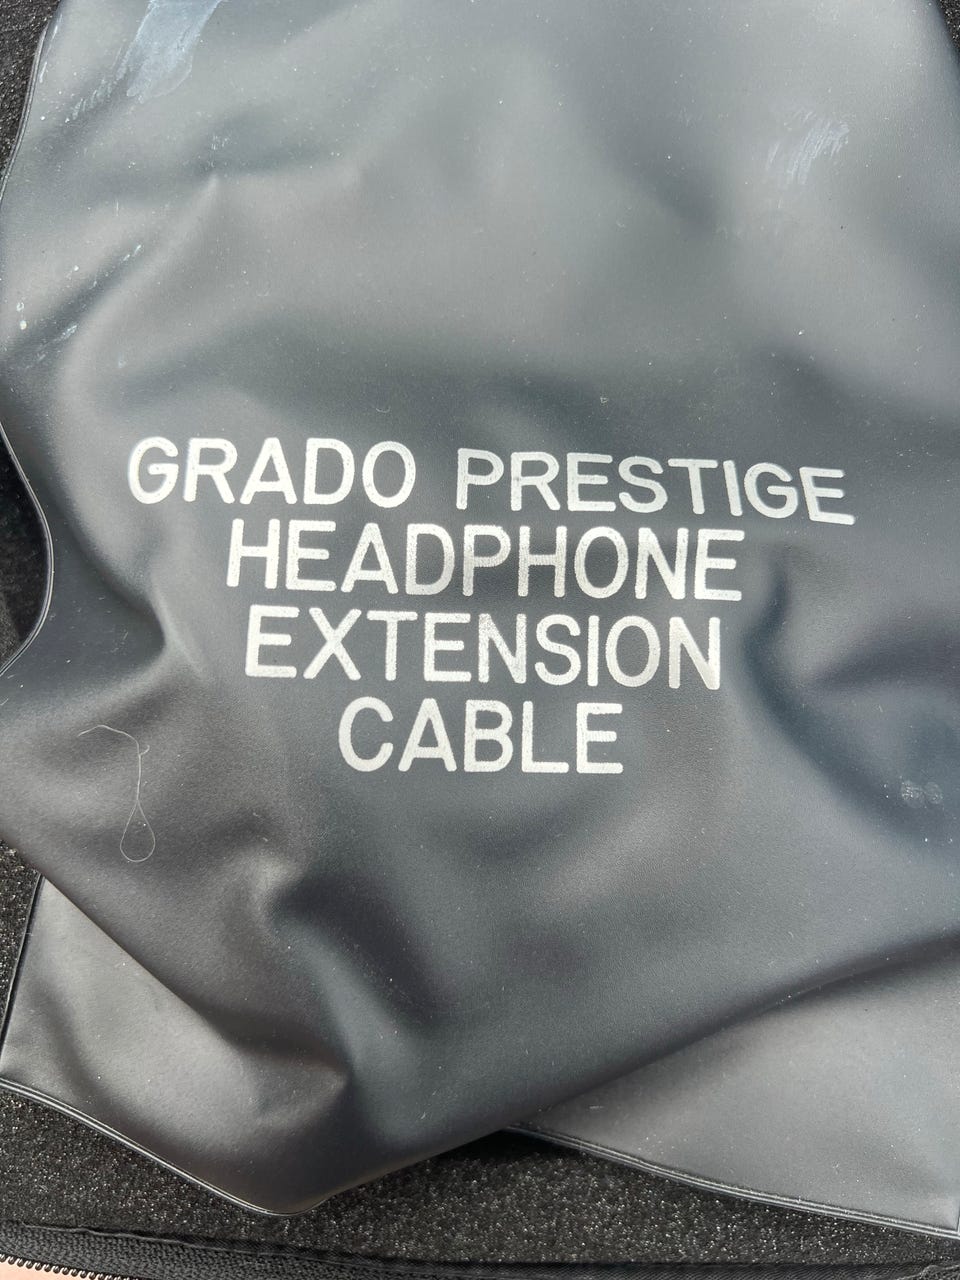 GRADO PRESTIGE
HEADPHONE
EXTENSION
CABLE